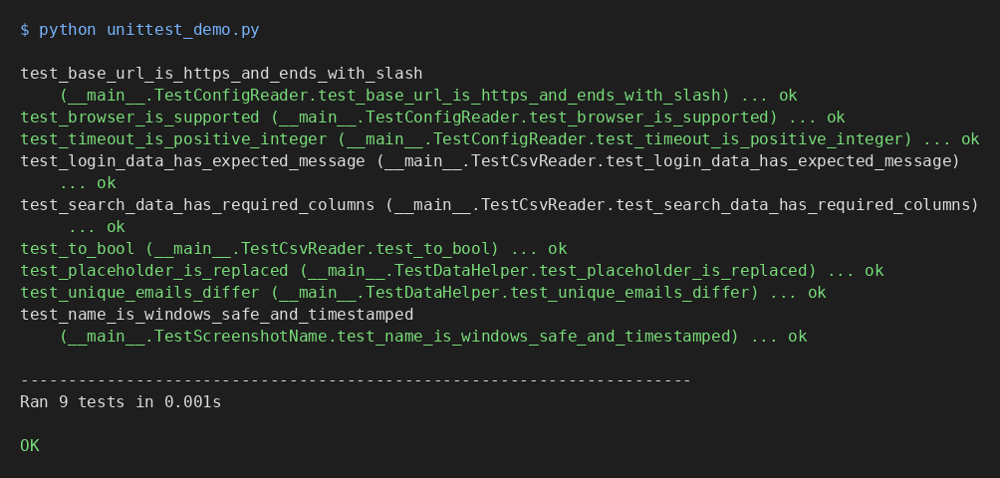 $ python unittest_demo.py
test_base_url_is_https_and_ends_with_slash
(__main__.TestConfigReader.test_base_url_is_https_and_ends_with_slash) ... ok
test_browser_is_supported (__main__.TestConfigReader.test_browser_is_supported) ... ok
test_timeout_is_positive_integer (__main__.TestConfigReader.test_timeout_is_positive_integer) ... ok
test_login_data_has_expected_message (__main__.TestCsvReader.test_login_data_has_expected_message)
... ok
test_search_data_has_required_columns (__main__.TestCsvReader.test_search_data_has_required_columns)
... ok
test_to_bool (__main__.TestCsvReader.test_to_bool) ... ok
test_placeholder_is_replaced (__main__.TestDataHelper.test_placeholder_is_replaced) ... ok
test_unique_emails_differ (__main__.TestDataHelper.test_unique_emails_differ) ... ok
test_name_is_windows_safe_and_timestamped
(__main__.TestScreenshotName.test_name_is_windows_safe_and_timestamped) ... ok
----------------------------------------------------------------------
Ran 9 tests in 0.001s
OK